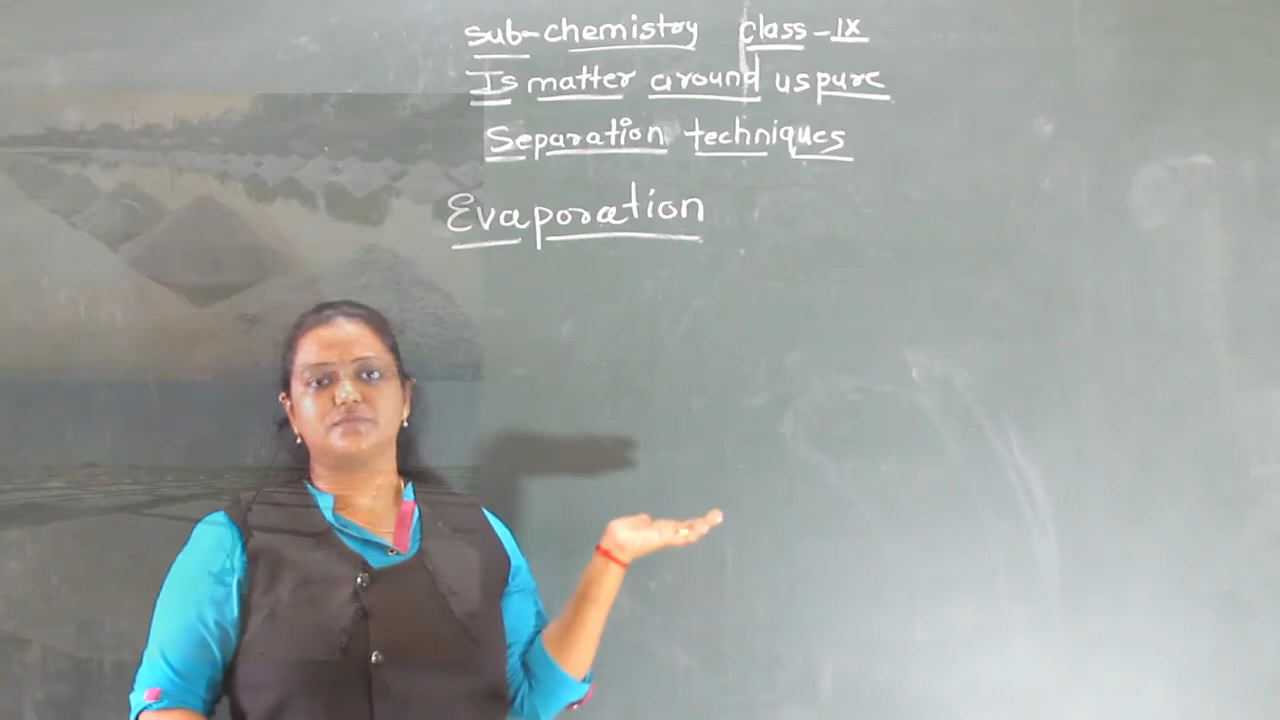 sub-chemistry class-IX
Is matter around us pure
Separation techniques
Evaporation